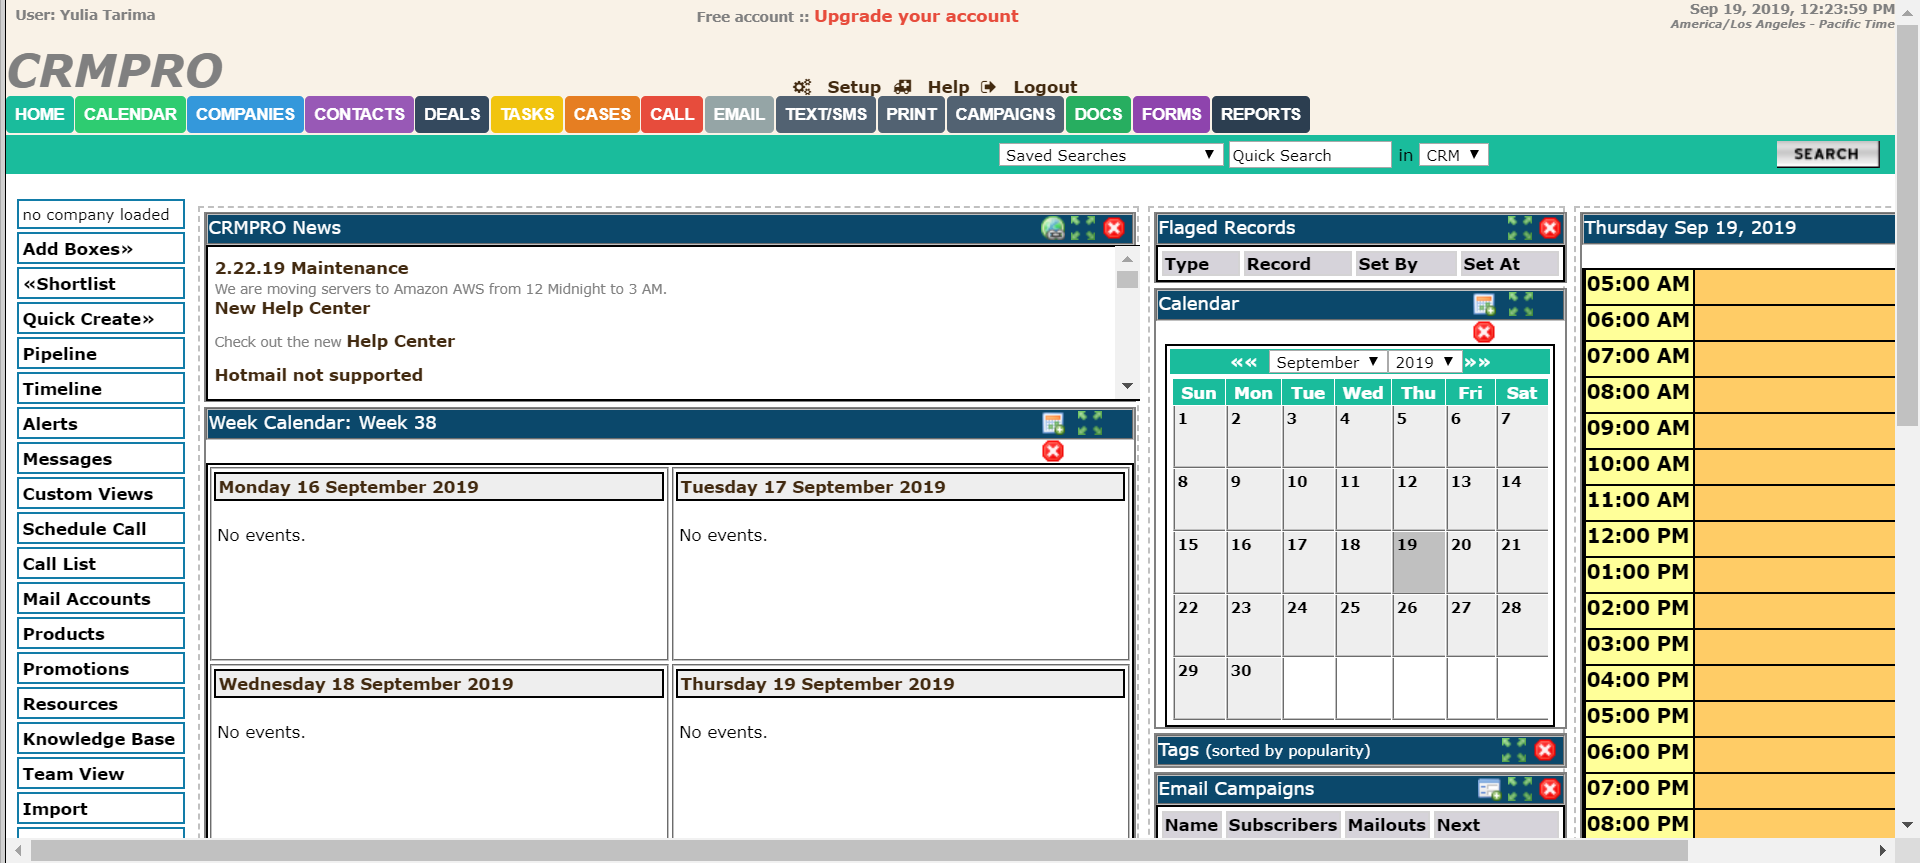 User: Yulia Tarima
Free account :: Upgrade your account
Sep 19, 2019, 12:23:59 PM
America/Los Angeles - Pacific Time
CRMPRO
Setup Help Logout
HOME CALENDAR COMPANIES CONTACTS DEALS TASKS CASES CALL EMAIL TEXT/SMS PRINT CAMPAIGNS DOCS FORMS REPORTS
Saved Searches Quick Search in CRM SEARCH
no company loaded
Add Boxes»
«Shortlist
Quick Create»
Pipeline
Timeline
Alerts
Messages
Custom Views
Schedule Call
Call List
Mail Accounts
Products
Promotions
Resources
Knowledge Base
Team View
Import
CRMPRO News
2.22.19 Maintenance
We are moving servers to Amazon AWS from 12 Midnight to 3 AM.
New Help Center
Check out the new Help Center
Hotmail not supported
Week Calendar: Week 38
Monday 16 September 2019
No events.
Tuesday 17 September 2019
No events.
Wednesday 18 September 2019
No events.
Thursday 19 September 2019
No events.
Flaged Records
Type Record Set By Set At
Calendar
«« September 2019 »»
Sun Mon Tue Wed Thu Fri Sat
1 2 3 4 5 6 7
8 9 10 11 12 13 14
15 16 17 18 19 20 21
22 23 24 25 26 27 28
29 30
Tags (sorted by popularity)
Email Campaigns
Name Subscribers Mailouts Next
Thursday Sep 19, 2019
05:00 AM
06:00 AM
07:00 AM
08:00 AM
09:00 AM
10:00 AM
11:00 AM
12:00 PM
01:00 PM
02:00 PM
03:00 PM
04:00 PM
05:00 PM
06:00 PM
07:00 PM
08:00 PM